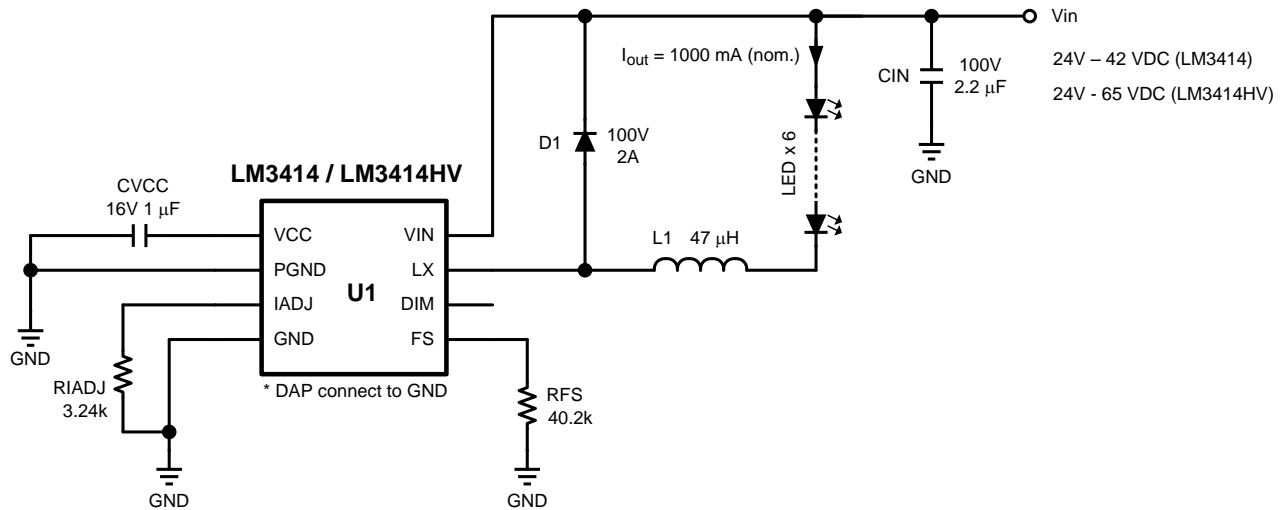 Vin
I_out = 1000 mA (nom.)
24V – 42 VDC (LM3414)
24V - 65 VDC (LM3414HV)
CIN
100V
2.2 μF
GND
D1
100V
2A
LED x 6
LM3414 / LM3414HV
CVCC
16V 1 μF
VCC
PGND
IADJ
GND
U1
VIN
LX
DIM
FS
L1 47 μH
GND
RIADJ
3.24k
* DAP connect to GND
RFS
40.2k
GND
GND